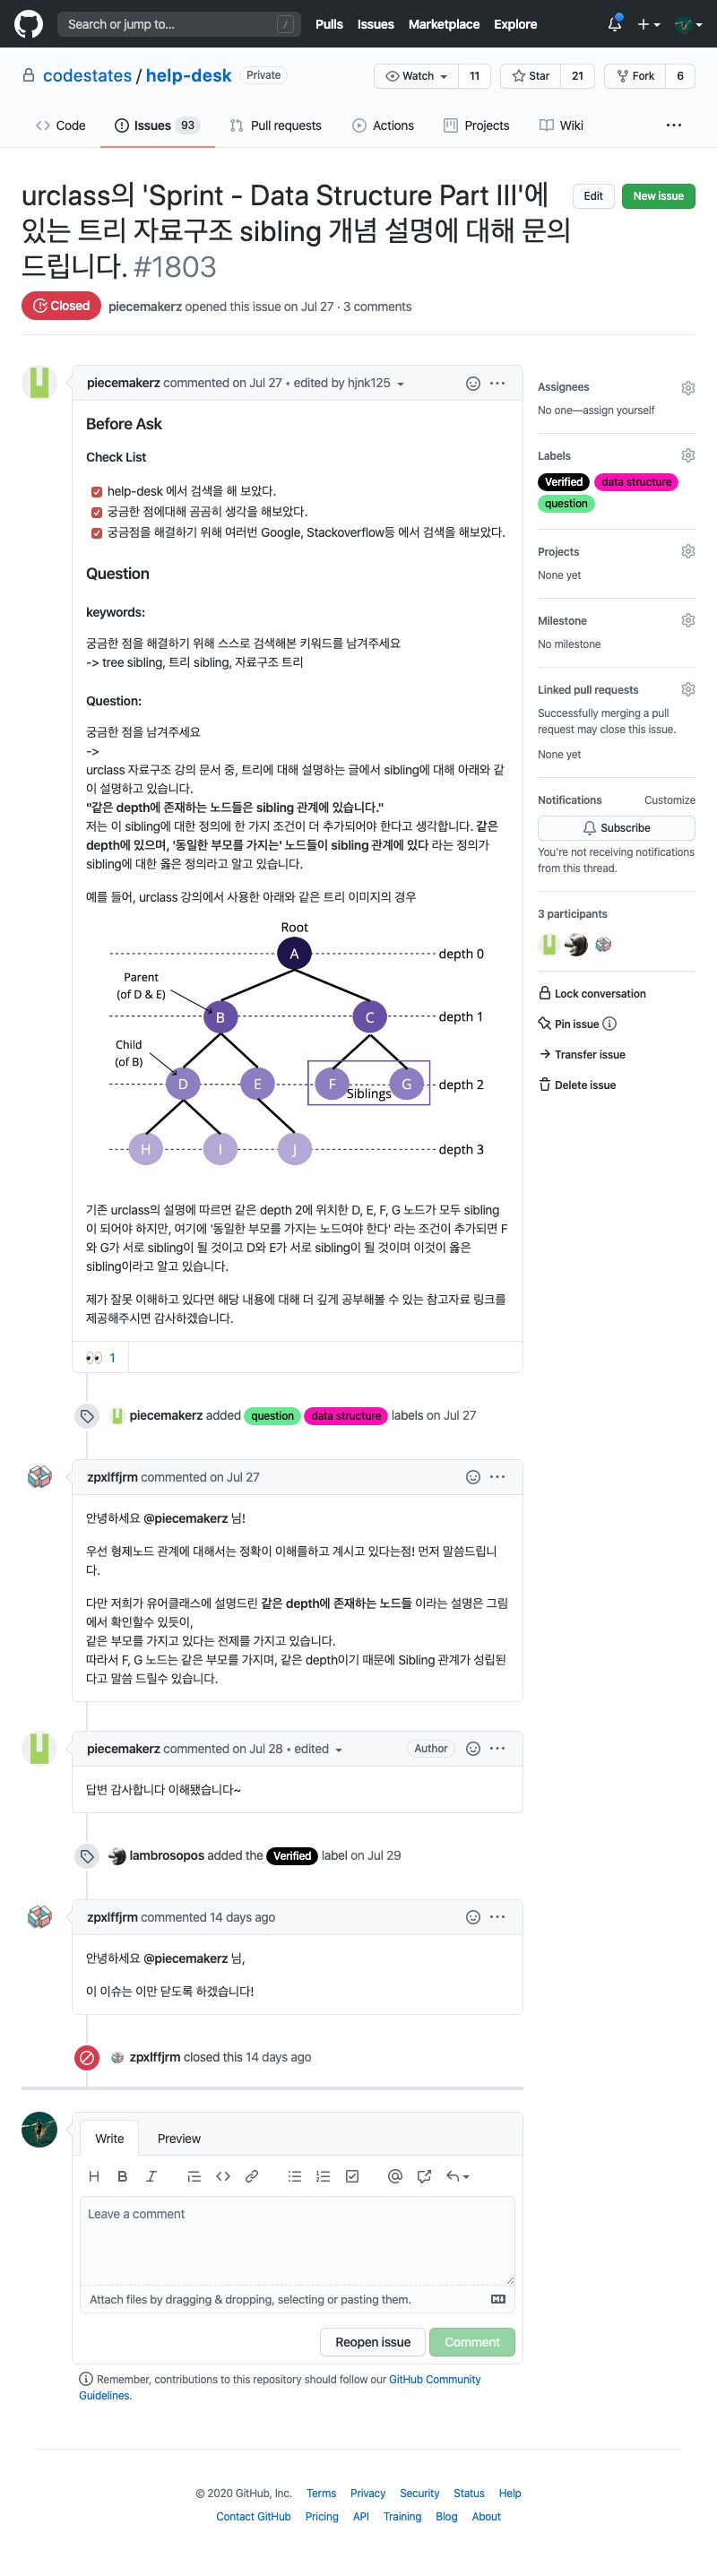 Search or jump to... /
Pulls Issues Marketplace Explore
codestates / help-desk Private
Watch 11 Star 21 Fork 6
Code Issues 93 Pull requests Actions Projects Wiki ...
urclass의 'Sprint - Data Structure Part III'에
있는 트리 자료구조 sibling 개념 설명에 대해 문의
드립니다. #1803
Edit New issue
Closed piecemakerz opened this issue on Jul 27 · 3 comments
piecemakerz commented on Jul 27 • edited by hjnk125
Before Ask
Check List
help-desk 에서 검색을 해 보았다.
궁금한 점에대해 곰곰히 생각을 해보았다.
궁금점을 해결하기 위해 여러번 Google, Stackoverflow등 에서 검색을 해보았다.
Question
keywords:
궁금한 점을 해결하기 위해 스스로 검색해본 키워드를 남겨주세요
-> tree sibling, 트리 sibling, 자료구조 트리
Question:
궁금한 점을 남겨주세요
->
urclass 자료구조 강의 문서 중, 트리에 대해 설명하는 글에서 sibling에 대해 아래와 같
이 설명하고 있습니다.
"같은 depth에 존재하는 노드들은 sibling 관계에 있습니다."
저는 이 sibling에 대한 정의에 한 가지 조건이 더 추가되어야 한다고 생각합니다. 같은
depth에 있으며, '동일한 부모를 가지는' 노드들이 sibling 관계에 있다 라는 정의가
sibling에 대한 옳은 정의라고 알고 있습니다.
예를 들어, urclass 강의에서 사용한 아래와 같은 트리 이미지의 경우
Root
A
depth 0
Parent
(of D & E)
B
C
depth 1
Child
(of B)
D
E
F
G
Siblings
depth 2
H
I
J
depth 3
기존 urclass의 설명에 따르면 같은 depth 2에 위치한 D, E, F, G 노드가 모두 sibling
이 되어야 하지만, 여기에 '동일한 부모를 가지는 노드여야 한다' 라는 조건이 추가되면 F
와 G가 서로 sibling이 될 것이고 D와 E가 서로 sibling이 될 것이며 이것이 옳은
sibling이라고 알고 있습니다.
제가 잘못 이해하고 있다면 해당 내용에 대해 더 깊게 공부해볼 수 있는 참고자료 링크를
제공해주시면 감사하겠습니다.
👀 1
piecemakerz added question data structure labels on Jul 27
zpxlffjrm commented on Jul 27
안녕하세요 @piecemakerz 님!
우선 형제노드 관계에 대해서는 정확이 이해를하고 계시고 있다는점! 먼저 말씀드립니
다.
다만 저희가 유어클래스에 설명드린 같은 depth에 존재하는 노드들 이라는 설명은 그림
에서 확인할수 있듯이,
같은 부모를 가지고 있다는 전제를 가지고 있습니다.
따라서 F, G 노드는 같은 부모를 가지며, 같은 depth이기 때문에 Sibling 관계가 성립된
다고 말씀 드릴수 있습니다.
piecemakerz commented on Jul 28 • edited Author
답변 감사합니다 이해됐습니다~
lambrosopos added the Verified label on Jul 29
zpxlffjrm commented 14 days ago
안녕하세요 @piecemakerz 님,
이 이슈는 이만 닫도록 하겠습니다!
zpxlffjrm closed this 14 days ago
Write Preview
H B I
Leave a comment
Attach files by dragging & dropping, selecting or pasting them.
Reopen issue Comment
Remember, contributions to this repository should follow our GitHub Community
Guidelines.
Assignees
No one—assign yourself
Labels
Verified data structure
question
Projects
None yet
Milestone
No milestone
Linked pull requests
Successfully merging a pull
request may close this issue.
None yet
Notifications Customize
Subscribe
You're not receiving notifications
from this thread.
3 participants
Lock conversation
Pin issue
Transfer issue
Delete issue
© 2020 GitHub, Inc. Terms Privacy Security Status Help
Contact GitHub Pricing API Training Blog About